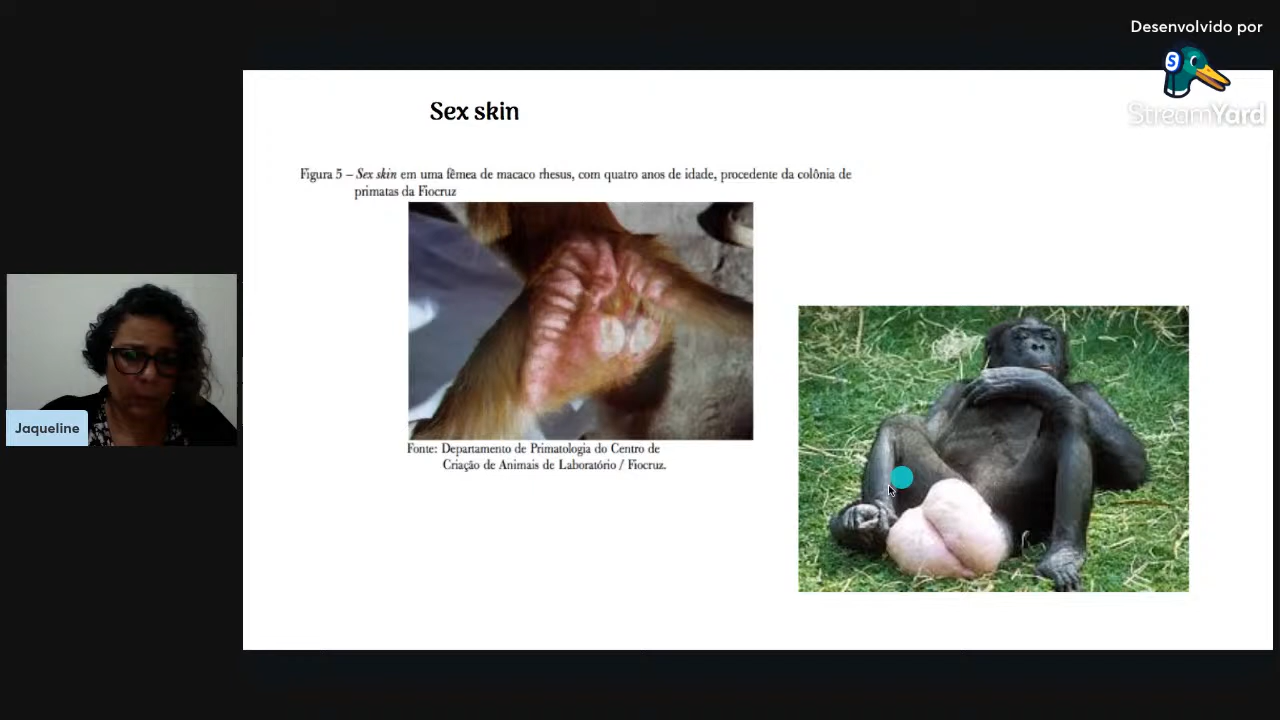 Desenvolvido por
S
StreamYard
Sex skin
Figura 5 – Sex skin em uma fêmea de macaco rhesus, com quatro anos de idade, procedente da colônia de
primatas da Fiocruz
Fonte: Departamento de Primatologia do Centro de
Criação de Animais de Laboratório / Fiocruz.
Jaqueline